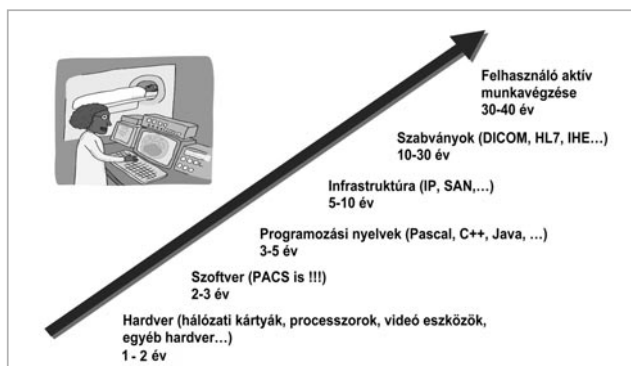 Felhasználó aktív
munkavégzése
30-40 év
Szabványok (DICOM, HL7, IHE…)
10-30 év
Infrastruktúra (IP, SAN,…)
5-10 év
Programozási nyelvek (Pascal, C++, Java, …)
3-5 év
Szoftver (PACS is !!!)
2-3 év
Hardver (hálózati kártyák, processzorok, videó eszközök,
egyéb hardver…)
1 - 2 év